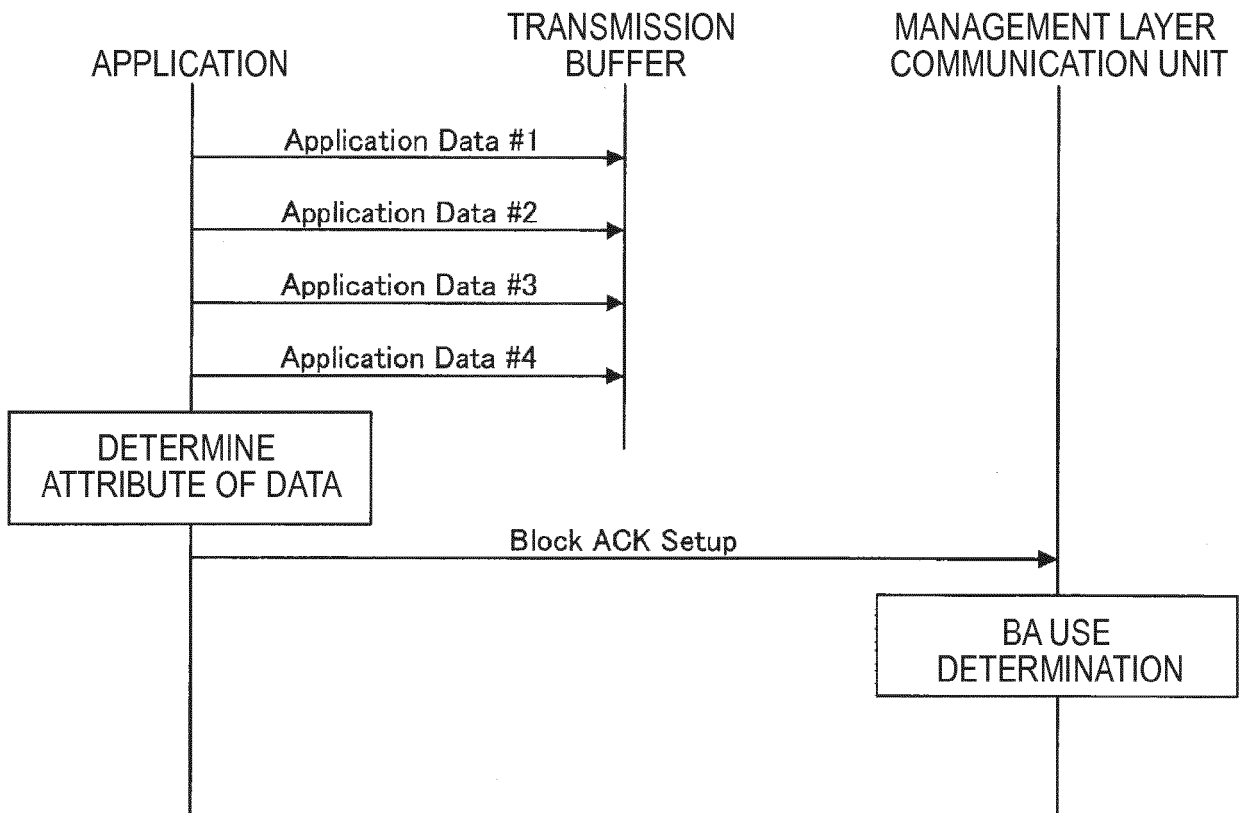 APPLICATION
TRANSMISSION
BUFFER
MANAGEMENT LAYER
COMMUNICATION UNIT
Application Data #1
Application Data #2
Application Data #3
Application Data #4
DETERMINE
ATTRIBUTE OF DATA
Block ACK Setup
BA USE
DETERMINATION